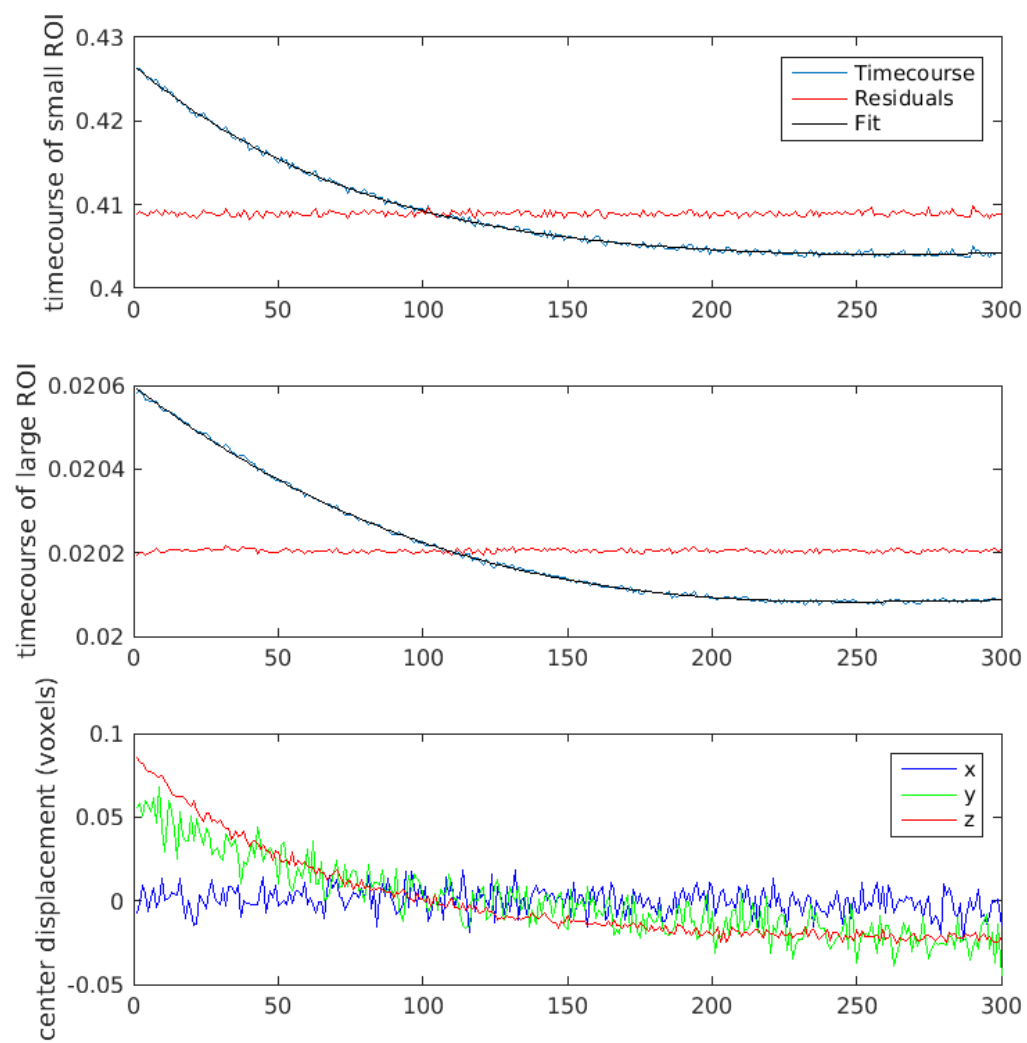 timecourse of small ROI
0.43
0.42
0.41
0.4
0 50 100 150 200 250 300
Timecourse
Residuals
Fit
timecourse of large ROI
0.0206
0.0204
0.0202
0.02
0 50 100 150 200 250 300
center displacement (voxels)
0.1
0.05
0
-0.05
0 50 100 150 200 250 300
x
y
z